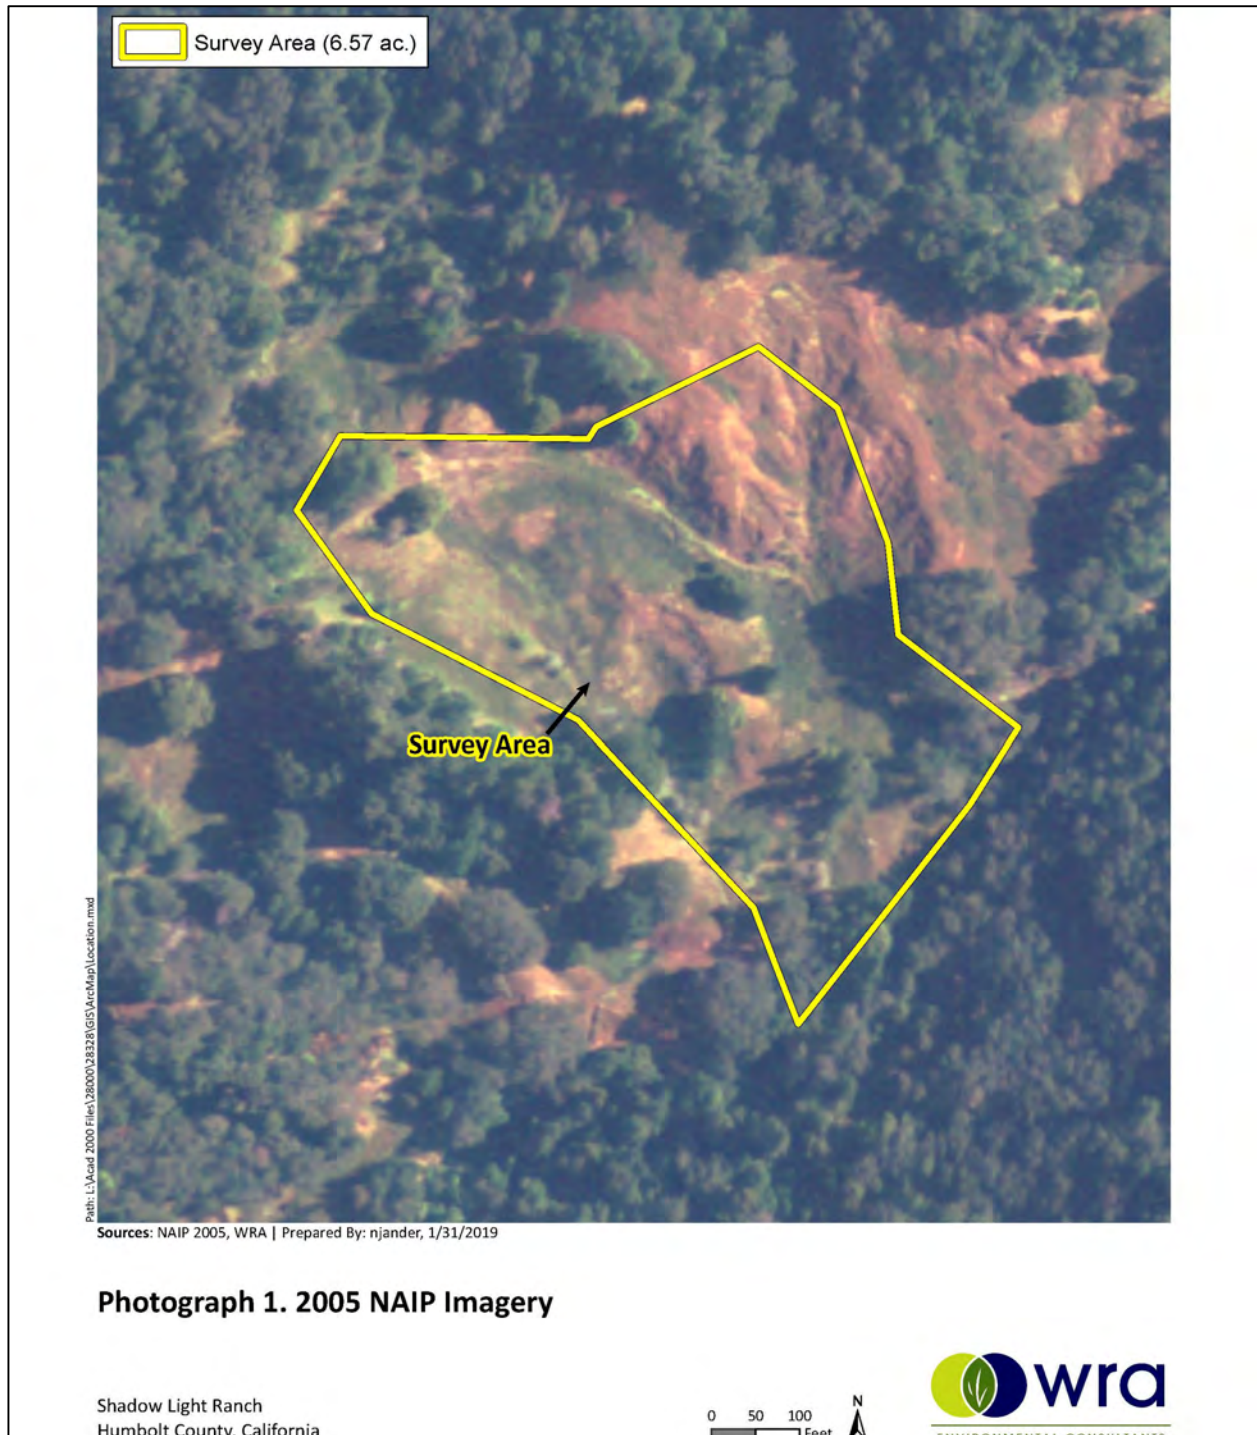 Survey Area (6.57 ac.)
Survey Area
Path: L:\Acad 2000 Files\28000\28328\GIS\ArcMap\Location.mxd
Sources: NAIP 2005, WRA | Prepared By: njander, 1/31/2019
Photograph 1. 2005 NAIP Imagery
Shadow Light Ranch
Humbolt County, California
N
0 50 100
Feet
wra
ENVIRONMENTAL CONSULTANTS